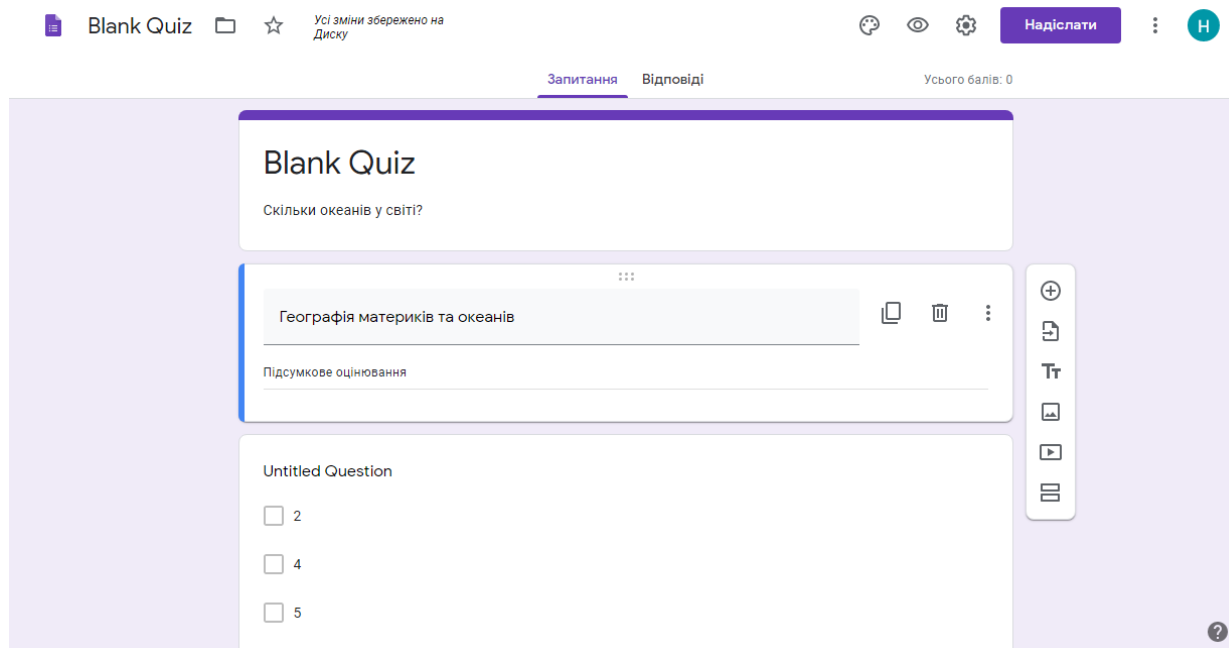 Blank Quiz
Усі зміни збережено на
Диску
Надіслати
Н
Запитання Відповіді Усього балів: 0
Blank Quiz
Скільки океанів у світі?
Географія материків та океанів
Підсумкове оцінювання
Tт
Untitled Question
2
4
5
?